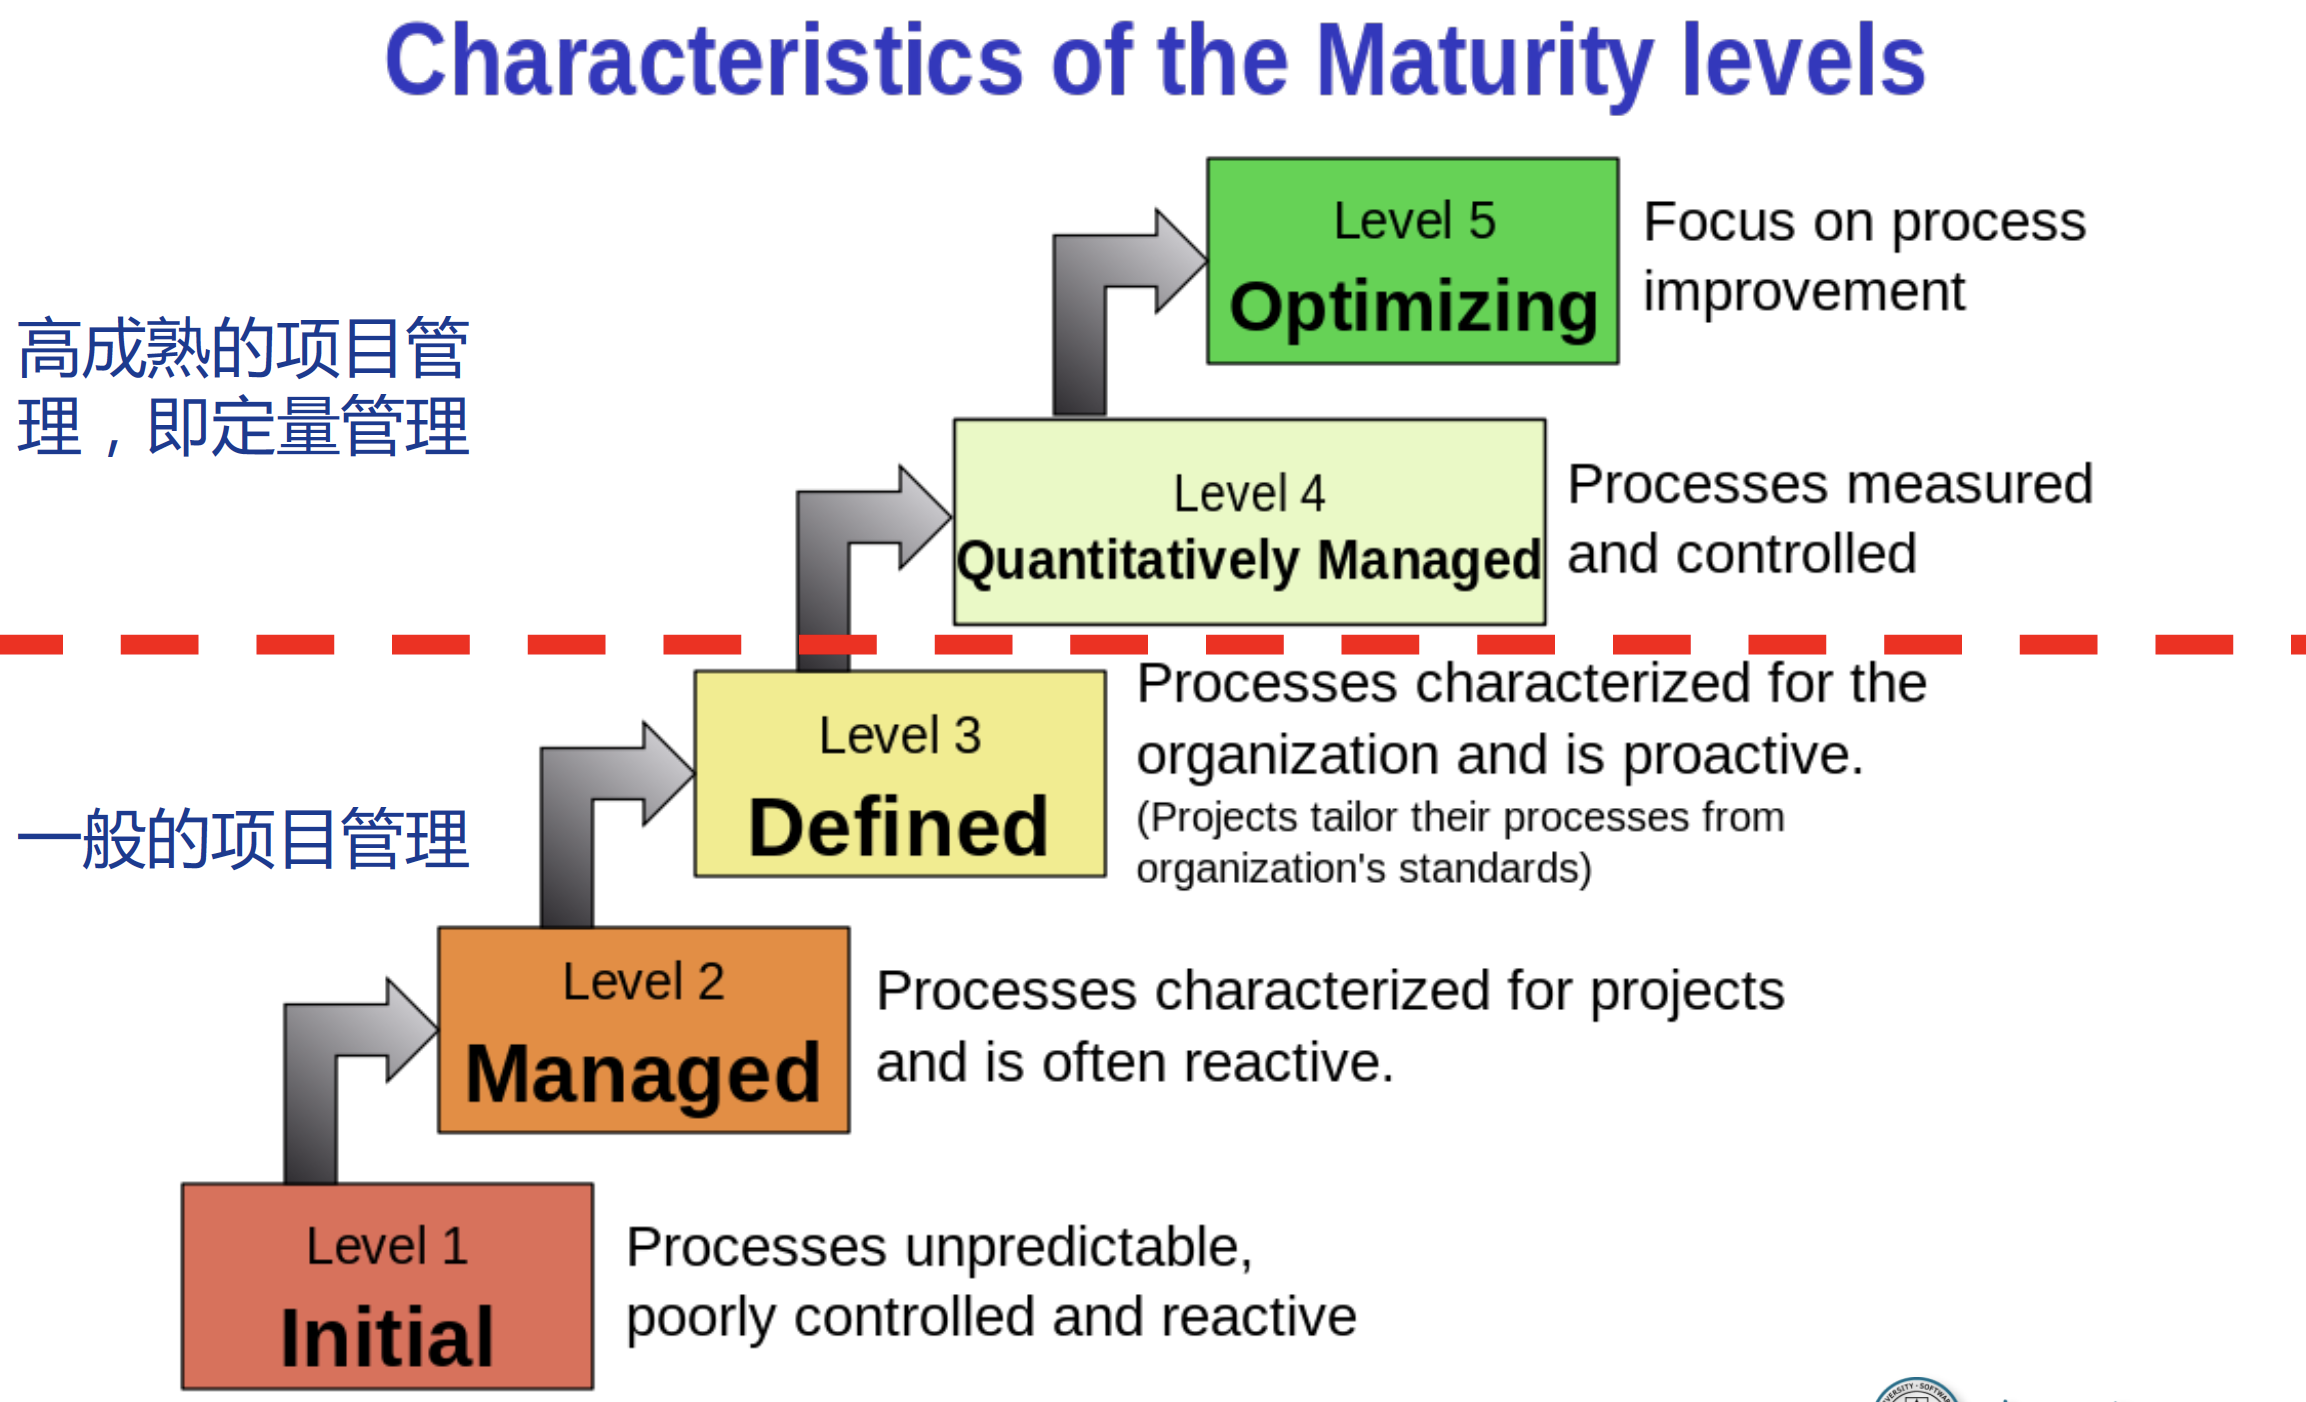 Characteristics of the Maturity levels
Level 5
Optimizing
Focus on process
improvement
高成熟的项目管
理，即定量管理
Level 4
Quantitatively Managed
Processes measured
and controlled
Level 3
Defined
Processes characterized for the
organization and is proactive.
(Projects tailor their processes from
organization's standards)
一般的项目管理
Level 2
Managed
Processes characterized for projects
and is often reactive.
Level 1
Initial
Processes unpredictable,
poorly controlled and reactive